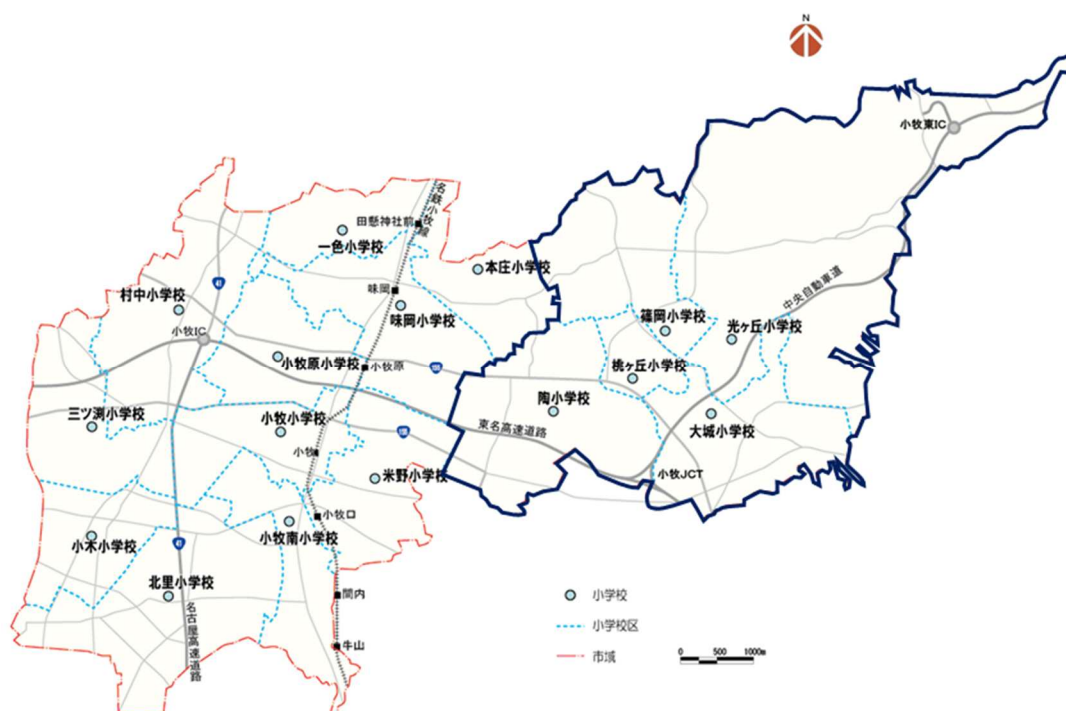 N
小牧東IC
名鉄小牧線
田縣神社前
一色小学校
本庄小学校
中央自動車道
41
村中小学校
味岡
味岡小学校
篠岡小学校
光ヶ丘小学校
小牧IC
小牧原小学校
小牧原
155
桃ヶ丘小学校
三ツ渕小学校
小牧小学校
陶小学校
大城小学校
東名高速道路
155
小牧
米野小学校
小牧JCT
小牧口
小牧南小学校
小木小学校
41
北里小学校
間内
名古屋高速道路
牛山
小学校
小学校区
市域
0 500 1000m